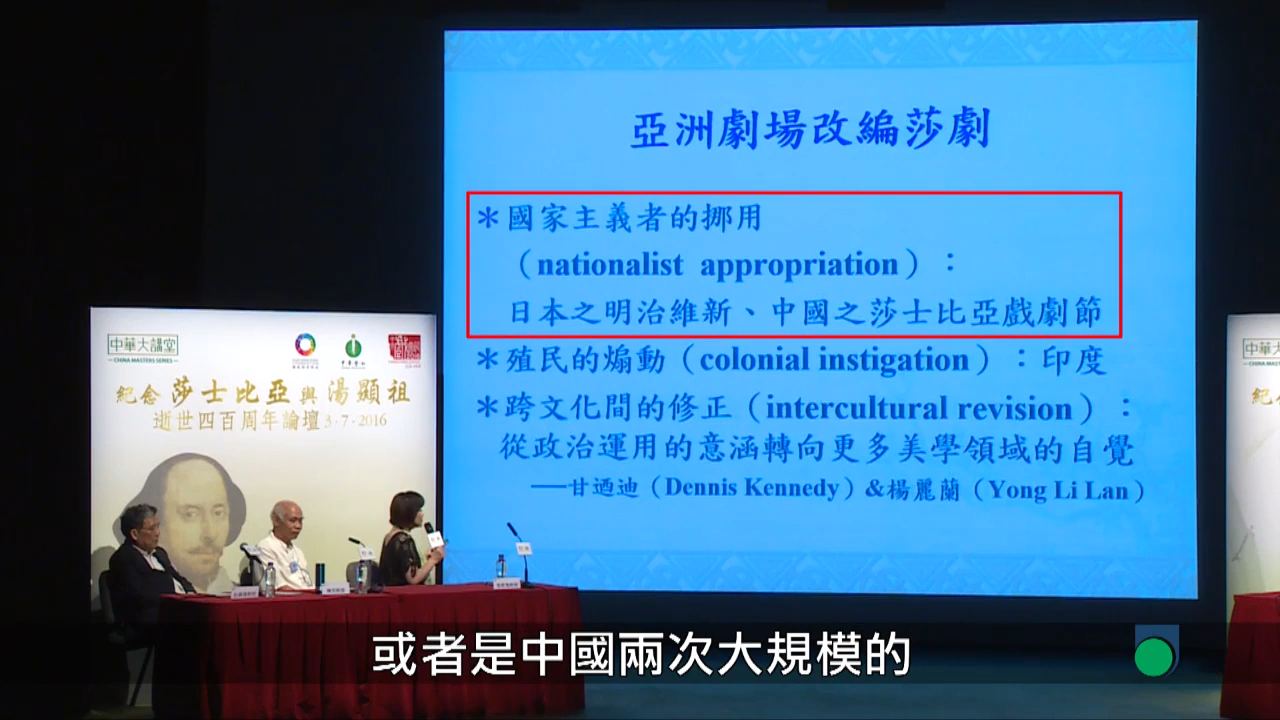 亞洲劇場改編莎劇
＊國家主義者的挪用
（nationalist appropriation）：
日本之明治維新、中國之莎士比亞戲劇節
＊殖民的煽動（colonial instigation）：印度
＊跨文化間的修正（intercultural revision）：
從政治運用的意涵轉向更多美學領域的自覺
──甘迺迪（Dennis Kennedy）&楊麗蘭（Yong Li Lan）
中華大講堂
CHINA MASTERS SERIES
紀念莎士比亞與湯顯祖
逝世四百周年論壇 3·7·2016
中華
紀念
或者是中國兩次大規模的